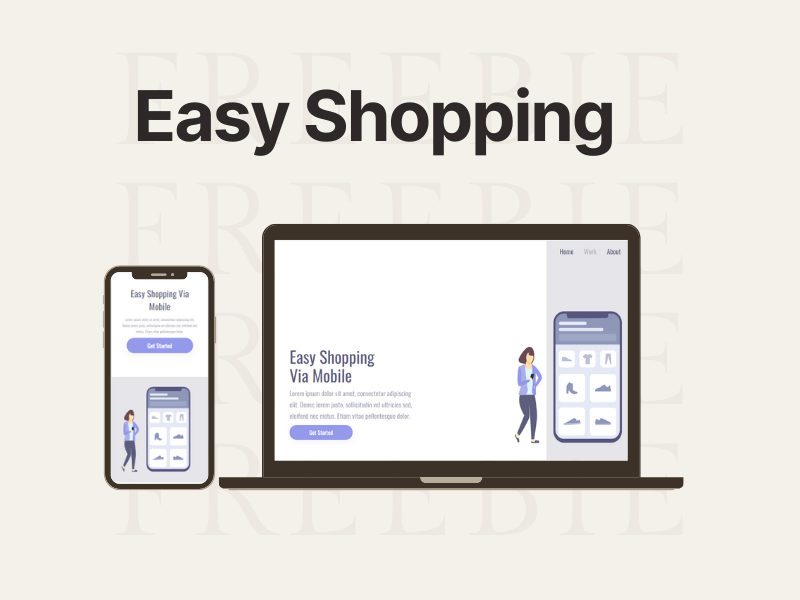 FREEBIE
Easy Shopping
FREEBIE
FREEBIE
FREEBIE
Easy Shopping Via
Mobile
Get Started
Home Work About
Easy Shopping
Via Mobile
Lorem ipsum dolor sit amet, consectetur adipiscing
elit. Donec lorem justo, sollicitudin vel ultricies sed,
eleifend nec metus. Etiam vitae pellentesque dolor.
Get Started